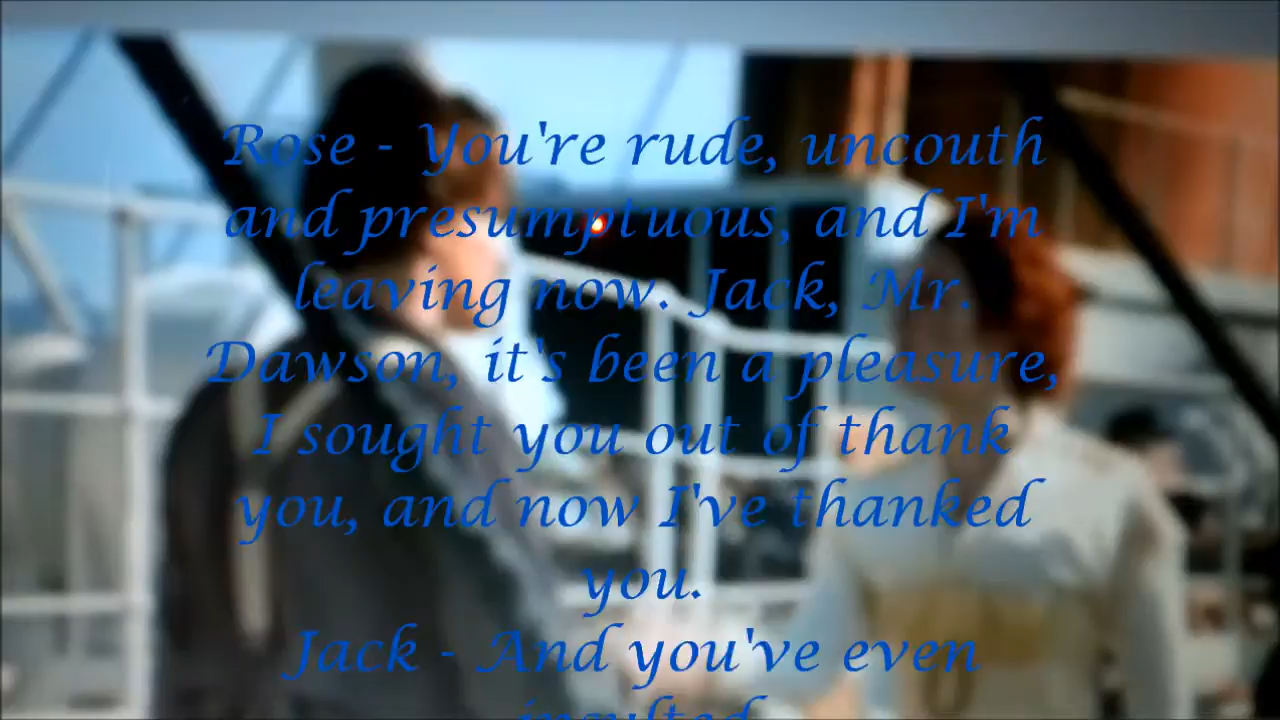 Rose - You're rude, uncouth
and presumptuous, and I'm
leaving now. Jack, Mr.
Dawson, it's been a pleasure,
I sought you out of thank
you, and now I've thanked
you.
Jack - And you've even
insulted